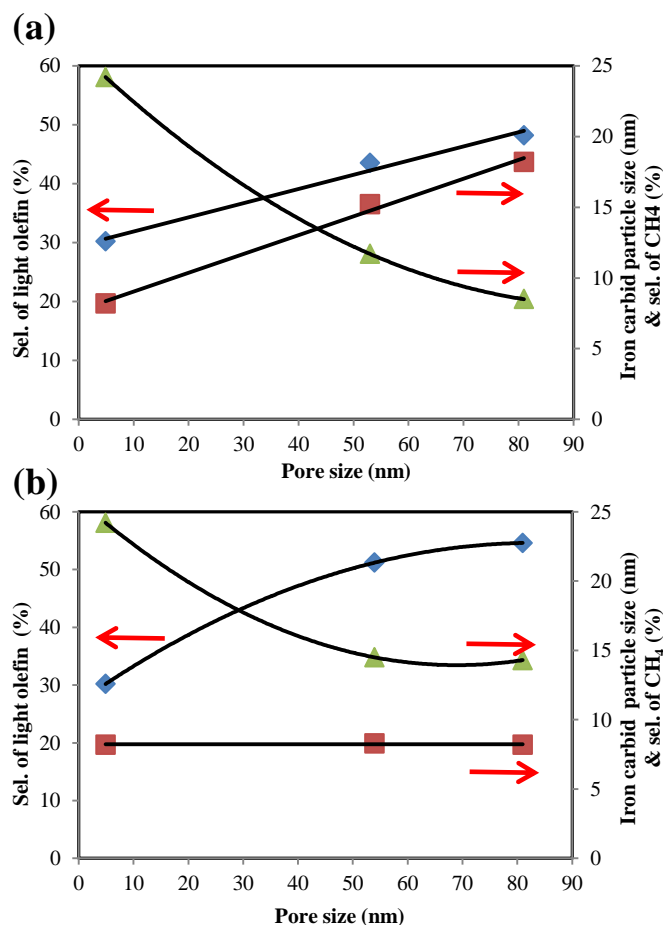 (a)
60
50
40
30
20
10
0
Sel. of light olefin (%)
25
20
15
10
5
0
Iron carbid particle size (nm)
& sel. of CH4 (%)
0 10 20 30 40 50 60 70 80 90
Pore size (nm)
(b)
60
50
40
30
20
10
0
Sel. of light olefin (%)
25
20
15
10
5
0
Iron carbid particle size (nm)
& sel. of CH₄ (%)
0 10 20 30 40 50 60 70 80 90
Pore size (nm)